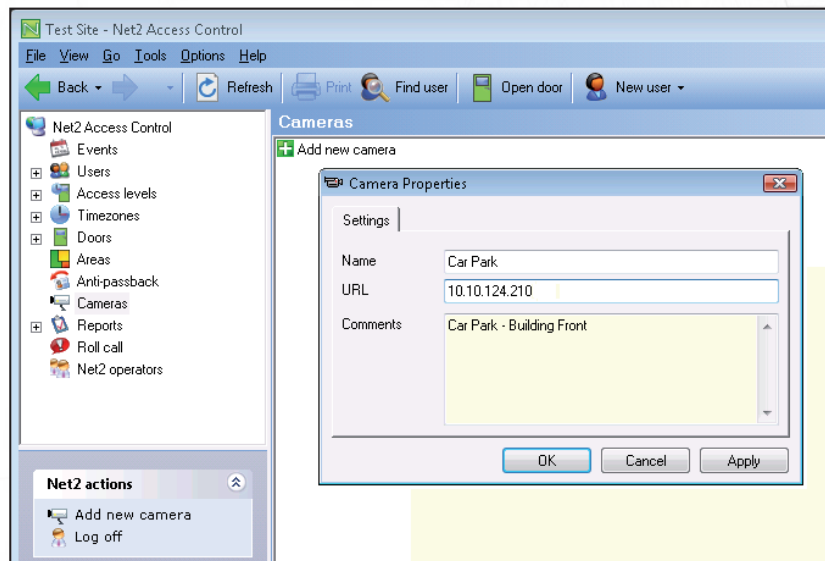 Test Site - Net2 Access Control
File View Go Tools Options Help
Back Refresh Print Find user Open door New user
Net2 Access Control
Events
Users
Access levels
Timezones
Doors
Areas
Anti-passback
Cameras
Reports
Roll call
Net2 operators
Net2 actions
Add new camera
Log off
Cameras
Add new camera
Camera Properties
Settings
Name Car Park
URL 10.10.124.210
Comments Car Park - Building Front
OK Cancel Apply